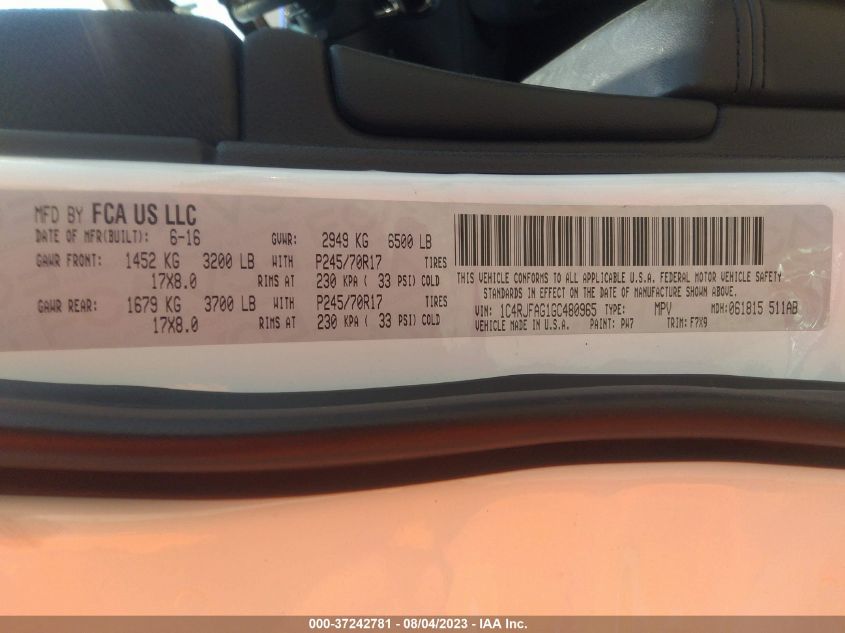 MFD BY FCA US LLC
DATE OF MFR(BUILT): 6-16 GVWR: 2949 KG 6500 LB
GAWR FRONT: 1452 KG 3200 LB WITH P245/70R17 TIRES
17X8.0 RIMS AT 230 KPA ( 33 PSI) COLD
GAWR REAR: 1679 KG 3700 LB WITH P245/70R17 TIRES
17X8.0 RIMS AT 230 KPA ( 33 PSI) COLD
THIS VEHICLE CONFORMS TO ALL APPLICABLE U.S.A. FEDERAL MOTOR VEHICLE SAFETY
STANDARDS IN EFFECT ON THE DATE OF MANUFACTURE SHOWN ABOVE.
VIN: 1C4RJFAG1GC480965 TYPE: MPV MDH: 061815 511AB
VEHICLE MADE IN U.S.A. PAINT: PW7 TRIM: F7X9
000-37242781 - 08/04/2023 - IAA Inc.